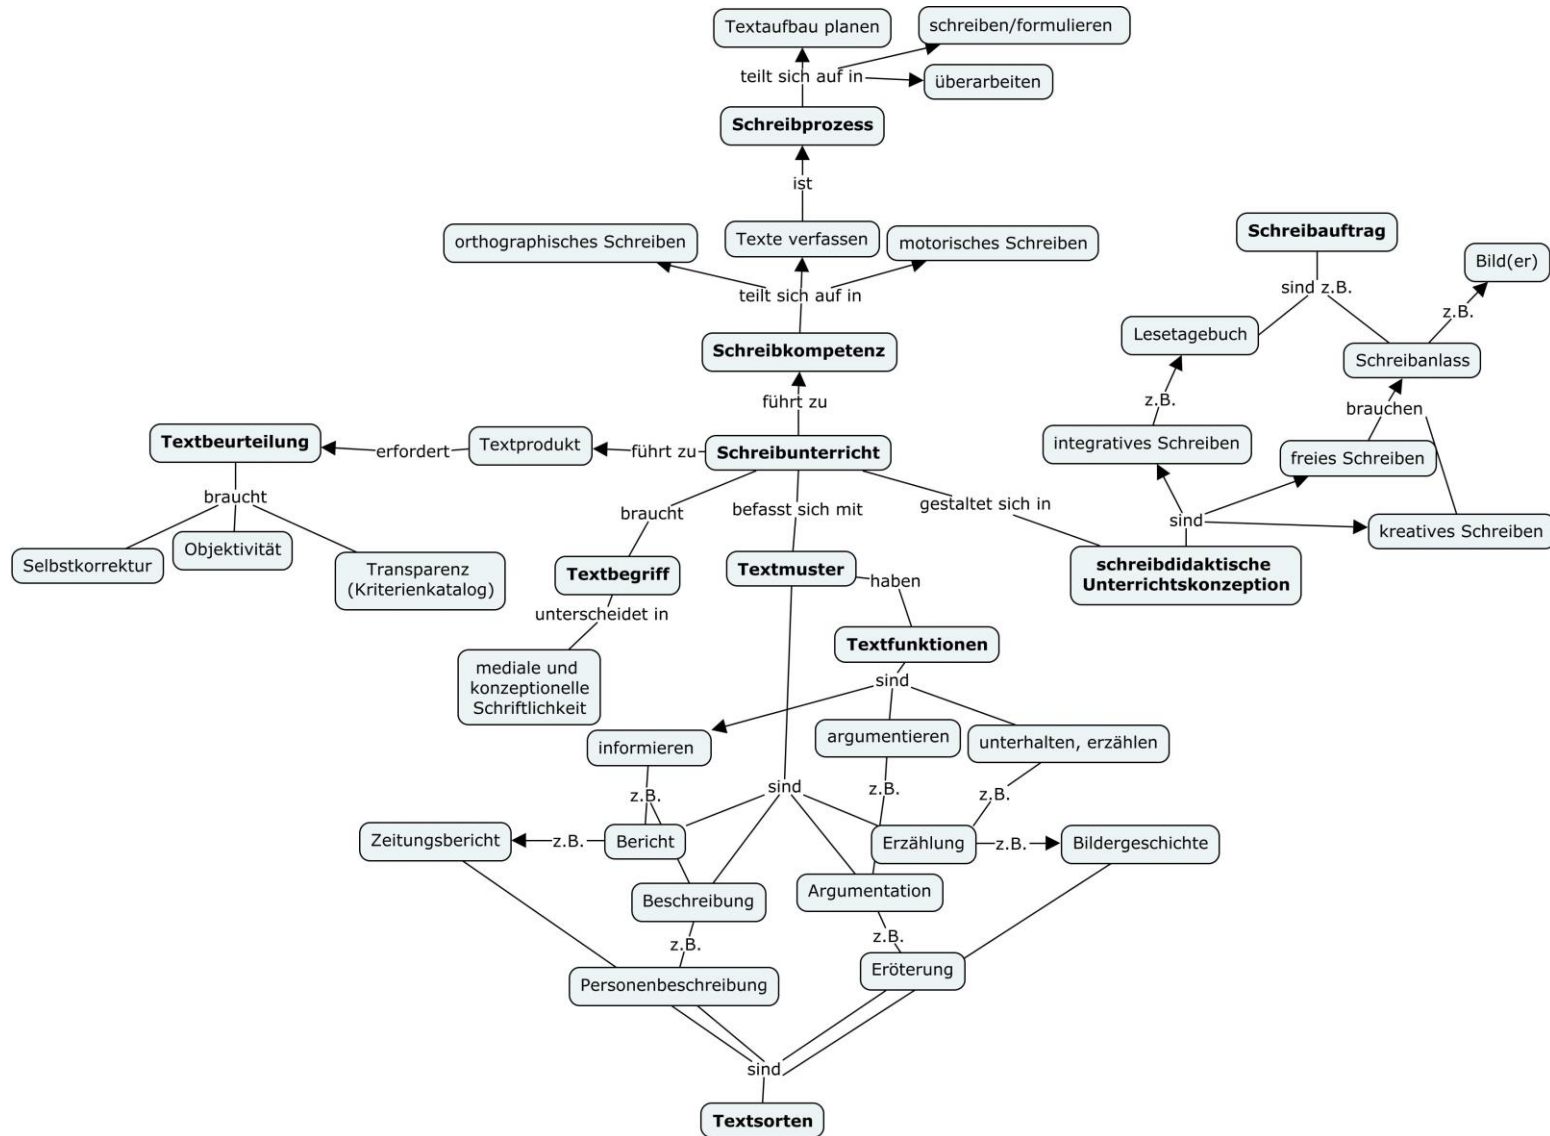 Textaufbau planen
schreiben/formulieren
teilt sich auf in
überarbeiten
Schreibprozess
ist
orthographisches Schreiben
Texte verfassen
motorisches Schreiben
teilt sich auf in
Schreibkompetenz
führt zu
Schreibauftrag
Bild(er)
sind z.B.
z.B.
Lesetagebuch
Schreibanlass
z.B.
brauchen
integratives Schreiben
freies Schreiben
sind
kreatives Schreiben
schreibdidaktische
Unterrichtskonzeption
gestaltet sich in
Textbeurteilung
erfordert
Textprodukt
führt zu
Schreibunterricht
braucht
Selbstkorrektur
Objektivität
Transparenz
(Kriterienkatalog)
braucht
befasst sich mit
Textbegriff
unterscheidet in
mediale und
konzeptionelle
Schriftlichkeit
Textmuster
haben
Textfunktionen
sind
informieren
argumentieren
unterhalten, erzählen
z.B.
sind
z.B.
z.B.
Zeitungsbericht
z.B.
Bericht
Erzählung
z.B.
Bildergeschichte
Beschreibung
Argumentation
z.B.
z.B.
Personenbeschreibung
Eröterung
sind
Textsorten